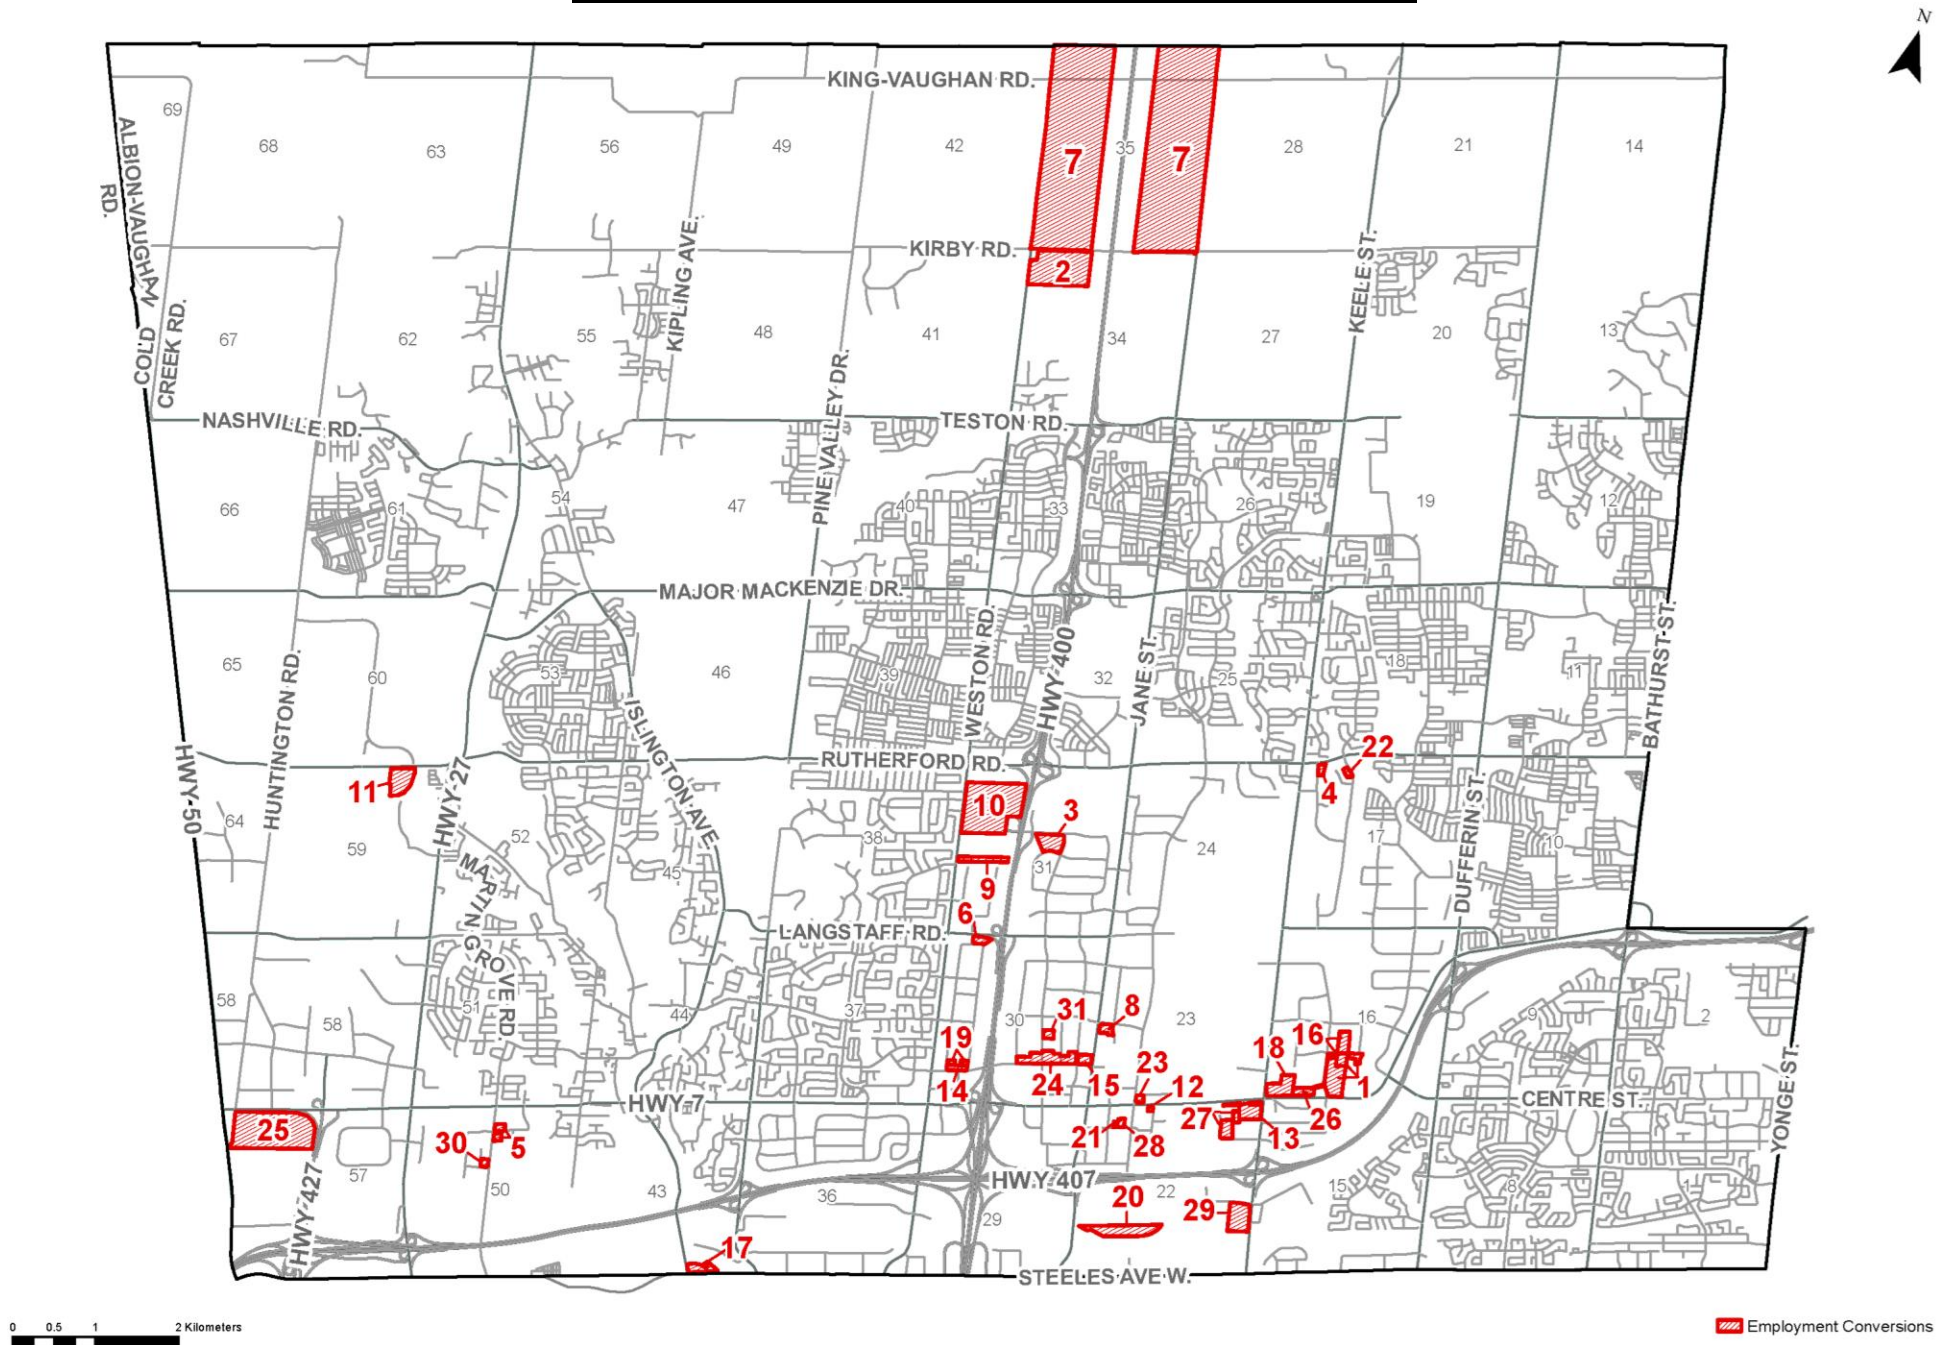 N
KING-VAUGHAN RD.
69
ALBION-VAUGHAN
RD.
68
63
56
49
42
7
35
7
28
21
14
KIPLING AVE.
KIRBY RD.
2
KEELE ST.
COLD
CREEK RD.
67
62
55
48
41
34
27
20
13
PINE VALLEY DR.
NASHVILLE RD.
TESTON RD.
66
61
54
47
40
33
26
19
12
MAJOR MACKENZIE DR.
WESTON RD.
HWY-400
JANE ST.
BATHURST ST.
65
60
53
46
39
32
25
18
11
HUNTINGTON RD.
ISLINGTON AVE
HWY-50
HWY-27
RUTHERFORD RD.
22
11
4
10
3
DUFFERIN ST.
64
59
52
45
38
31
24
17
10
MARTIN GROVE RD.
9
6
LANGSTAFF RD.
58
58
51
44
37
30
31
8
23
16
16
9
2
19
18
14
24
15
23
12
1
HWY 7
26
CENTRE ST.
YONGE ST.
25
30
5
27
13
21
28
57
50
43
36
HWY 407
22
15
8
1
HWY-427
29
20
29
17
STEELES AVE W.
0 0.5 1 2 Kilometers
Employment Conversions